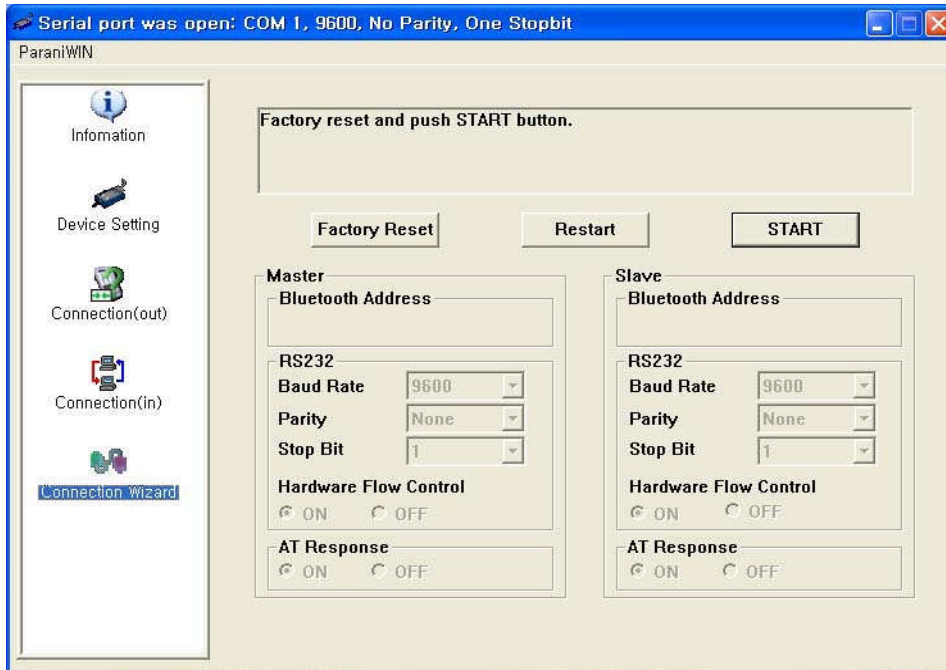 Serial port was open: COM 1, 9600, No Parity, One Stopbit
ParaniWIN
Infomation
Device Setting
Connection(out)
Connection(in)
Connection Wizard
Factory reset and push START button.
Factory Reset
Restart
START
Master
Bluetooth Address
RS232
Baud Rate
9600
Parity
None
Stop Bit
1
Hardware Flow Control
ON
OFF
AT Response
ON
OFF
Slave
Bluetooth Address
RS232
Baud Rate
9600
Parity
None
Stop Bit
1
Hardware Flow Control
ON
OFF
AT Response
ON
OFF